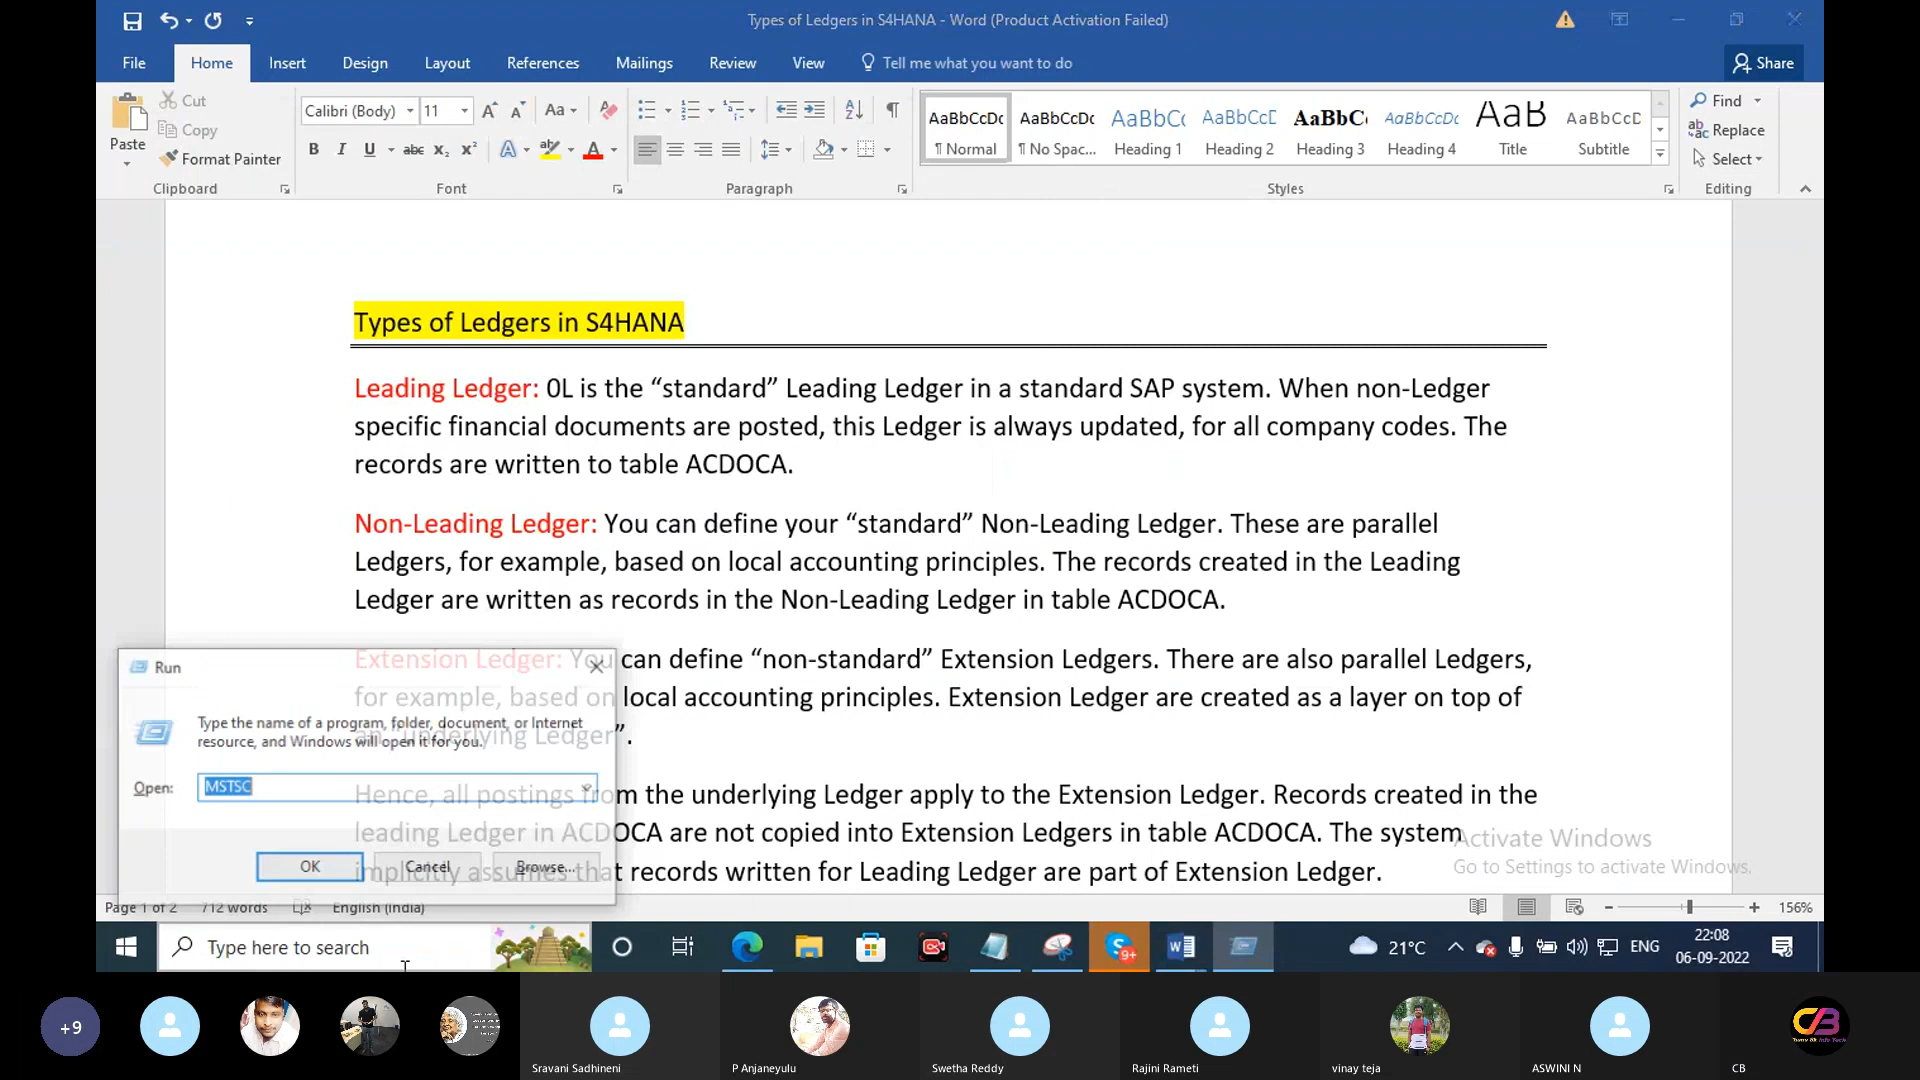 Types of Ledgers in S4HANA - Word (Product Activation Failed)
File Home Insert Design Layout References Mailings Review View Tell me what you want to do Share
Cut
Copy
Format Painter
Paste
Clipboard
Calibri (Body) 11
Font
Paragraph
AaBbCcDc AaBbCcDc AaBbCc AaBbCcD AaBbC AaBbCcDc AaB AaBbCcD
¶ Normal ¶ No Spac... Heading 1 Heading 2 Heading 3 Heading 4 Title Subtitle
Styles
Find
Replace
Select
Editing
Types of Ledgers in S4HANA
Leading Ledger: 0L is the “standard” Leading Ledger in a standard SAP system. When non-Ledger
specific financial documents are posted, this Ledger is always updated, for all company codes. The
records are written to table ACDOCA.
Non-Leading Ledger: You can define your “standard” Non-Leading Ledger. These are parallel
Ledgers, for example, based on local accounting principles. The records created in the Leading
Ledger are written as records in the Non-Leading Ledger in table ACDOCA.
Extension Ledger: You can define “non-standard” Extension Ledgers. There are also parallel Ledgers,
for example, based on local accounting principles. Extension Ledger are created as a layer on top of
an “underlying Ledger”.
Hence, all postings from the underlying Ledger apply to the Extension Ledger. Records created in the
leading Ledger in ACDOCA are not copied into Extension Ledgers in table ACDOCA. The system
implicitly assumes that records written for Leading Ledger are part of Extension Ledger.
Run
Type the name of a program, folder, document, or Internet
resource, and Windows will open it for you.
Open: MSTSC
OK Cancel Browse...
Activate Windows
Go to Settings to activate Windows.
Page 1 of 2 712 words English (India) 156%
Type here to search
9+
21°C ENG
22:08
06-09-2022
+9
Sravani Sadhineni P Anjaneyulu Swetha Reddy Rajini Rameti vinay teja ASWINI N CB